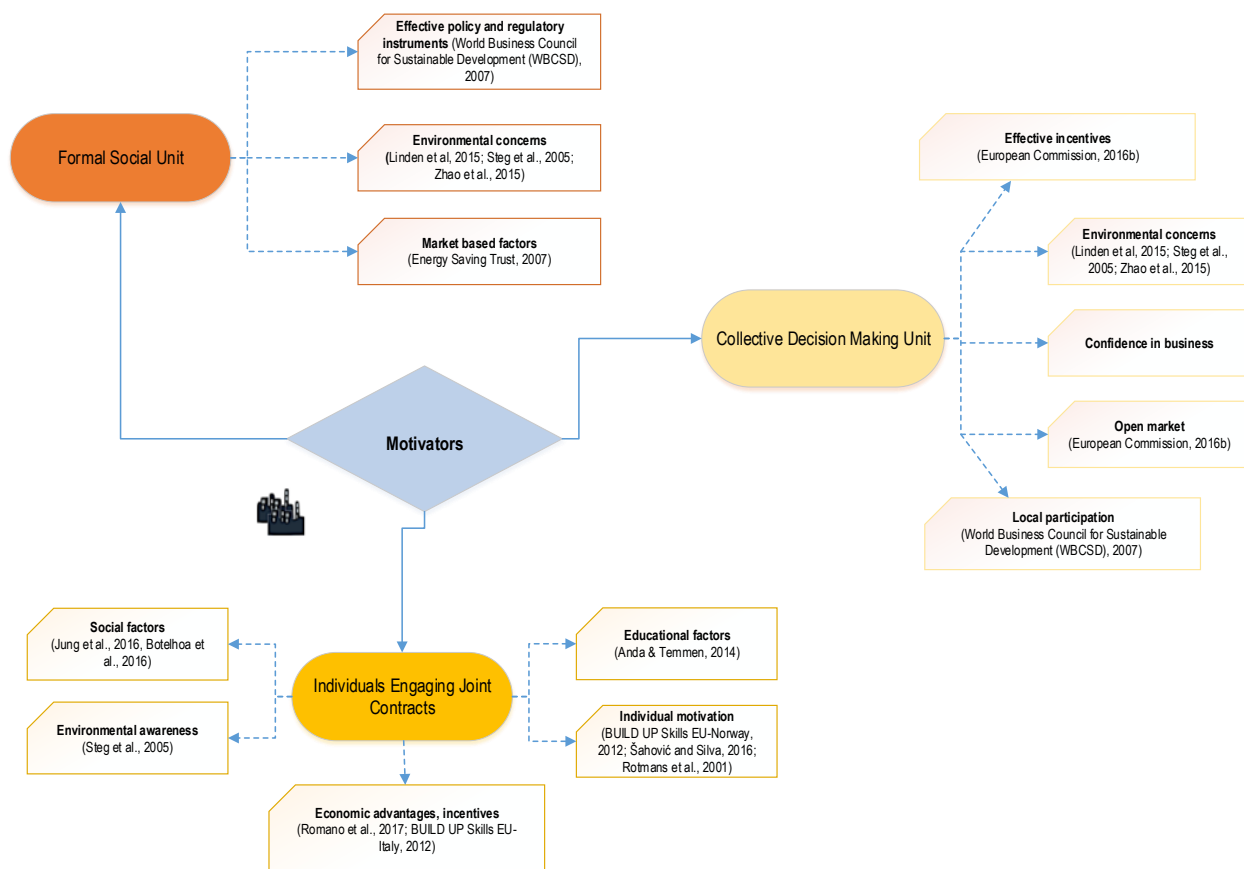 Effective policy and regulatory
instruments (World Business Council
for Sustainable Development (WBCSD),
2007)
Formal Social Unit
Environmental concerns
(Linden et al, 2015; Steg et al., 2005;
Zhao et al., 2015)
Market based factors
(Energy Saving Trust, 2007)
Effective incentives
(European Commission, 2016b)
Environmental concerns
(Linden et al, 2015; Steg et al.,
2005; Zhao et al., 2015)
Collective Decision Making Unit
Confidence in business
Open market
(European Commission, 2016b)
Local participation
(World Business Council for Sustainable
Development (WBCSD), 2007)
Motivators
Social factors
(Jung et al., 2016, Botelhoa et
al., 2016)
Environmental awareness
(Steg et al., 2005)
Individuals Engaging Joint
Contracts
Educational factors
(Anda & Temmen, 2014)
Individual motivation
(BUILD UP Skills EU-Norway,
2012; Šahović and Silva, 2016;
Rotmans et al., 2001)
Economic advantages, incentives
(Romano et al., 2017; BUILD UP Skills EU-
Italy, 2012)